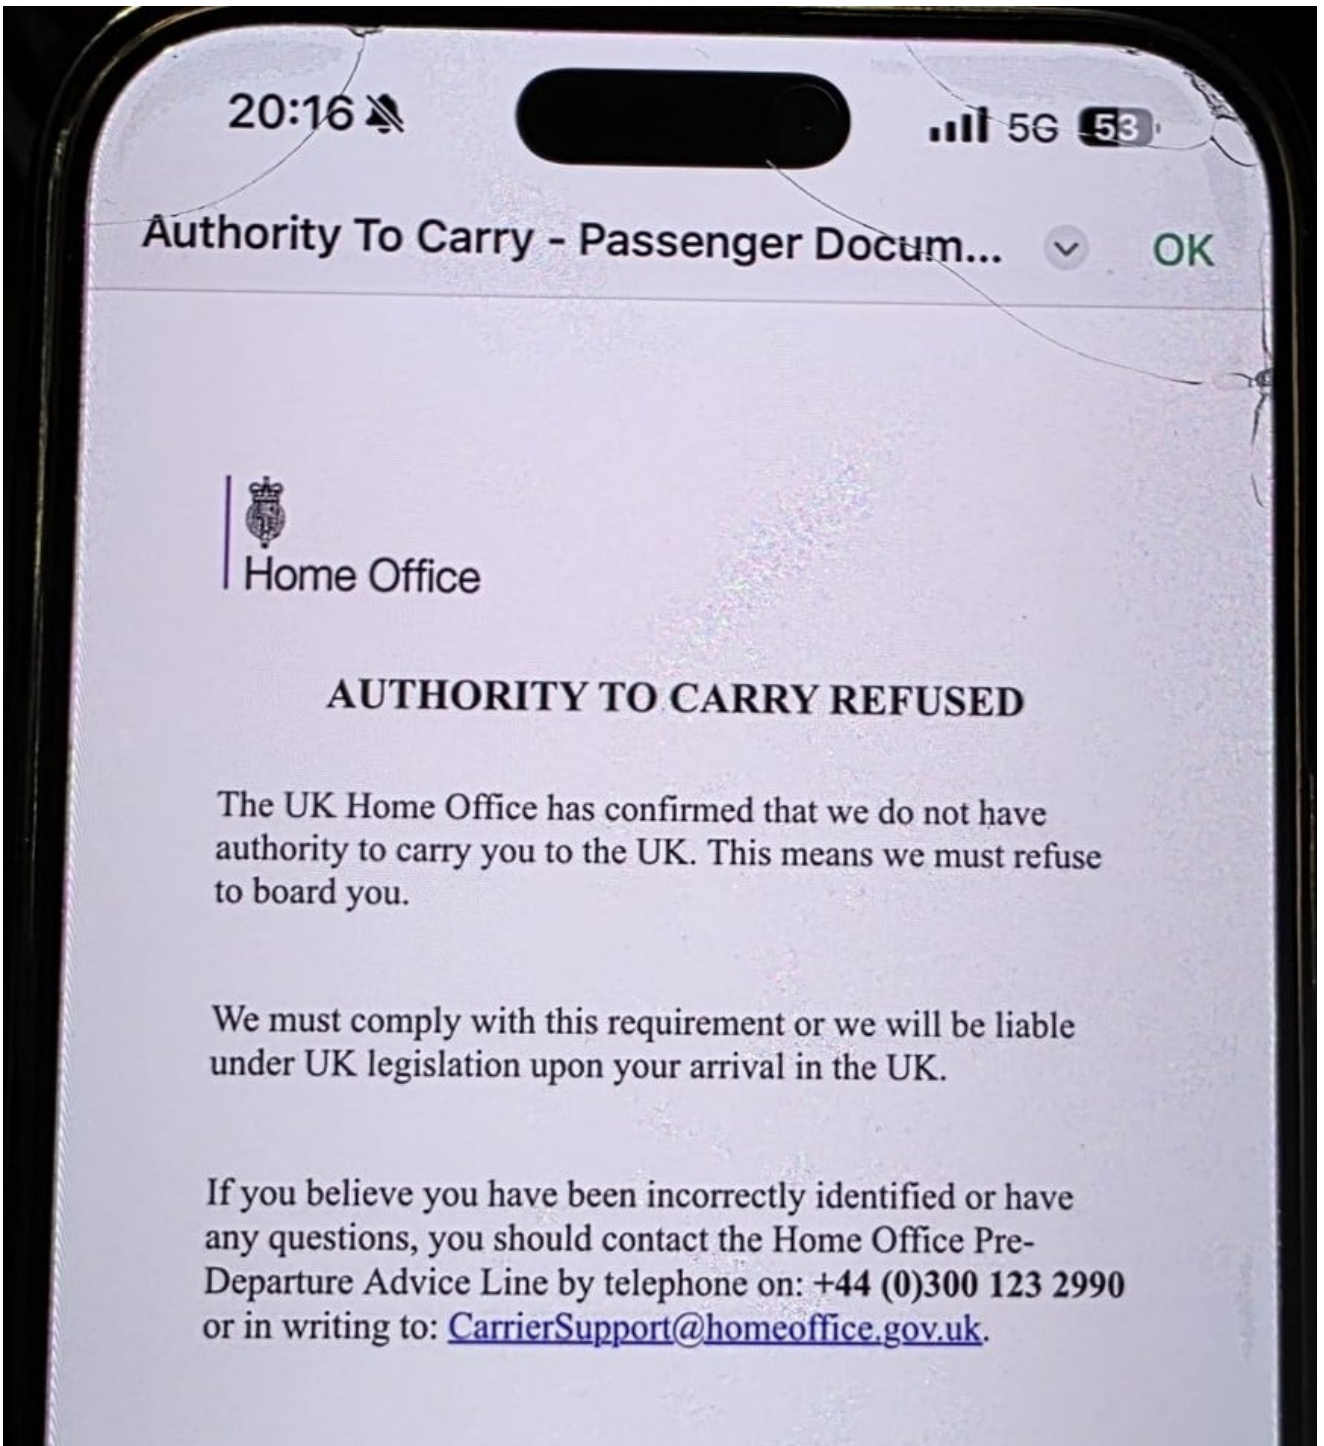 20:16 5G 53
Authority To Carry - Passenger Docum... OK
Home Office
AUTHORITY TO CARRY REFUSED
The UK Home Office has confirmed that we do not have
authority to carry you to the UK. This means we must refuse
to board you.
We must comply with this requirement or we will be liable
under UK legislation upon your arrival in the UK.
If you believe you have been incorrectly identified or have
any questions, you should contact the Home Office Pre-
Departure Advice Line by telephone on: +44 (0)300 123 2990
or in writing to: CarrierSupport@homeoffice.gov.uk.